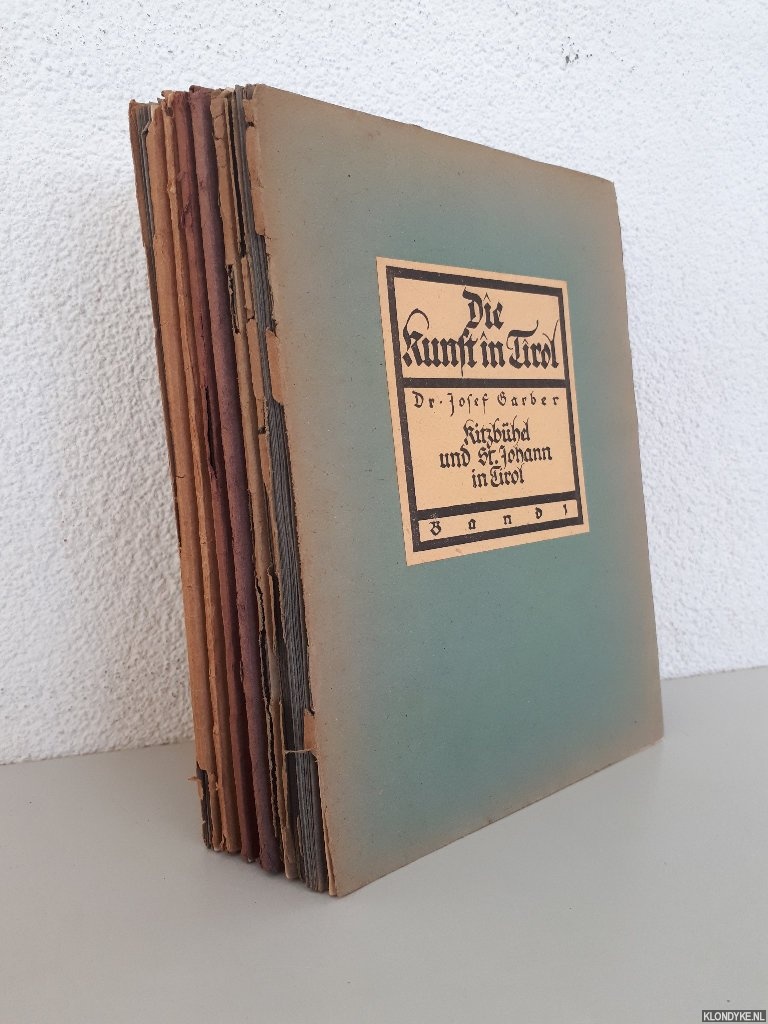 Die
Kunst in Tirol
Dr. Josef Garber
Kitzbühel
und St. Johann
in Tirol
Band 1
KLONDYKE.NL